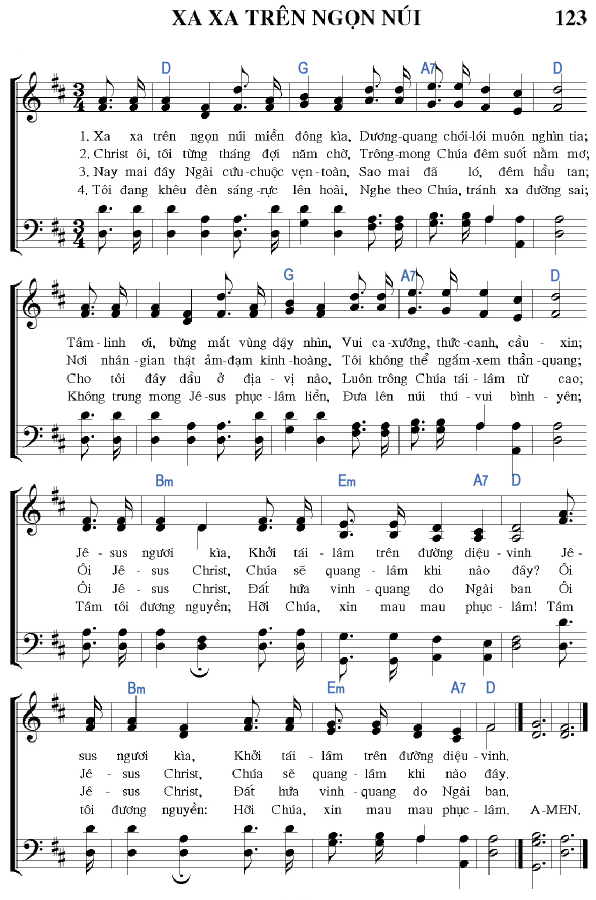 XA XA TRÊN NGỌN NÚI 123
D G A7 D
1. Xa xa trên ngọn núi miền đông kìa, Dương-quang chói-lói muôn nghìn tia;
2. Christ ôi, tôi từng tháng đợi năm chờ, Trông-mong Chúa đêm suốt nằm mơ;
3. Nay mai đây Ngài cứu-chuộc vẹn-toàn, Sao mai đã ló, đêm hầu tan;
4. Tôi đang khêu đèn sáng-rực lên hoài, Nghe theo Chúa, tránh xa đường sai;
G A7 D
Tâm-linh ơi, bừng mắt vùng dậy nhìn, Vui ca-xướng, thức-canh, cầu-xin;
Nơi nhân-gian thật ảm-đạm kinh-hoàng, Tôi không thể ngắm-xem thần-quang;
Cho tôi đây dầu ở địa-vị nào, Luôn trông Chúa tái-lâm từ cao;
Không trung mong Jê-sus phục-lâm liền, Đưa lên núi thú-vui bình-yên;
Bm Em A7 D
Jê-sus ngươi kìa, Khởi tái-lâm trên đường diệu-vinh Jê-
Ôi Jê-sus Christ, Chúa sẽ quang-lâm khi nào đây? Ôi
Ôi Jê-sus Christ, Đất hứa vinh-quang do Ngài ban Ôi
Tâm tôi đương nguyền; Hỡi Chúa, xin mau mau phục-lâm! Tâm
Bm Em A7 D
sus ngươi kìa, Khởi tái-lâm trên đường diệu-vinh.
Jê-sus Christ, Chúa sẽ quang-lâm khi nào đây.
Jê-sus Christ, Đất hứa vinh-quang do Ngài ban.
tôi đương nguyền: Hỡi Chúa, xin mau mau phục-lâm. A-MEN.